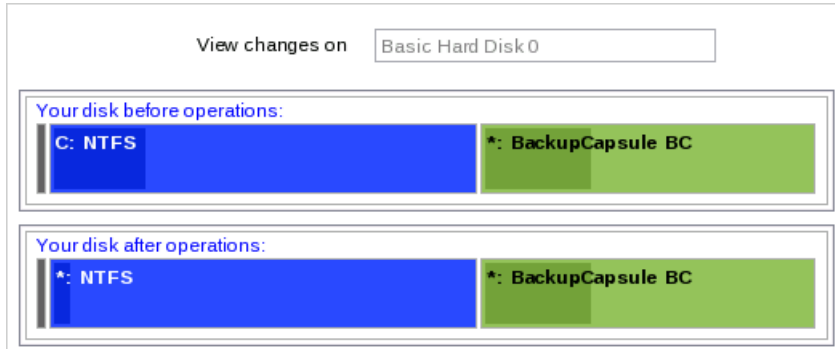 View changes on Basic Hard Disk 0
Your disk before operations:
C: NTFS *: BackupCapsule BC
Your disk after operations:
*: NTFS *: BackupCapsule BC